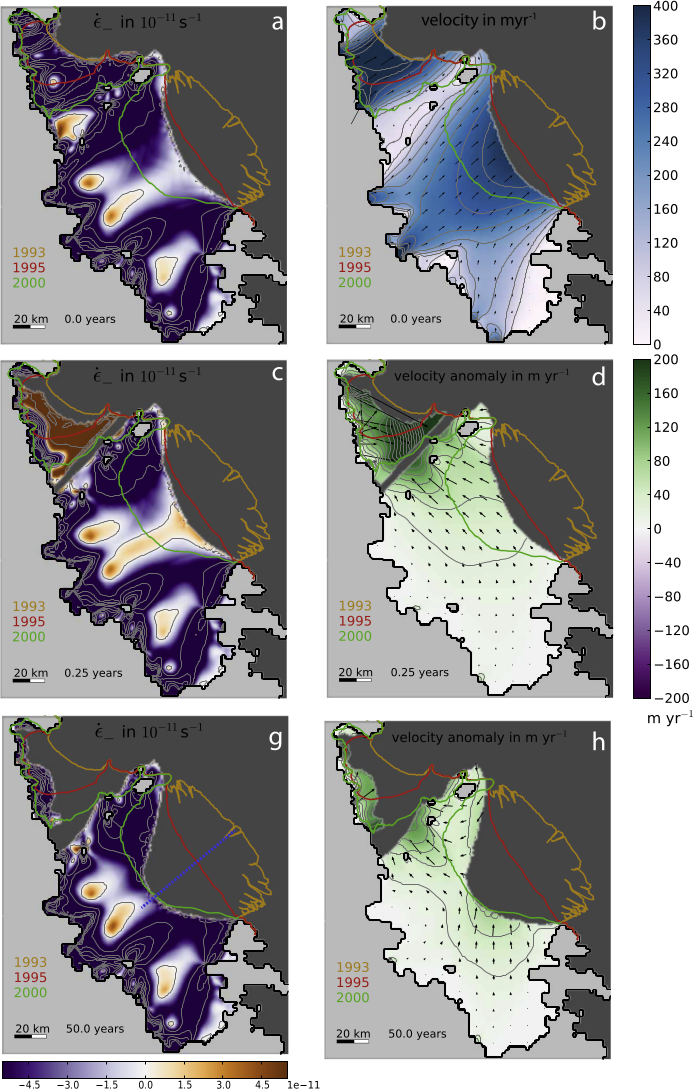 ϵ̇₋ in 10⁻¹¹ s⁻¹ a
1993
1995
2000
20 km 0.0 years
velocity in myr⁻¹ b
1993
1995
2000
20 km 0.0 years
400
360
320
280
240
200
160
120
80
40
0
ϵ̇₋ in 10⁻¹¹ s⁻¹ c
1993
1995
2000
20 km 0.25 years
velocity anomaly in m yr⁻¹ d
1993
1995
2000
20 km 0.25 years
200
160
120
80
40
0
−40
−80
−120
−160
−200
m yr⁻¹
ϵ̇₋ in 10⁻¹¹ s⁻¹ g
1993
1995
2000
20 km 50.0 years
velocity anomaly in m yr⁻¹ h
1993
1995
2000
20 km 50.0 years
−4.5 −3.0 −1.5 0.0 1.5 3.0 4.5 1e−11